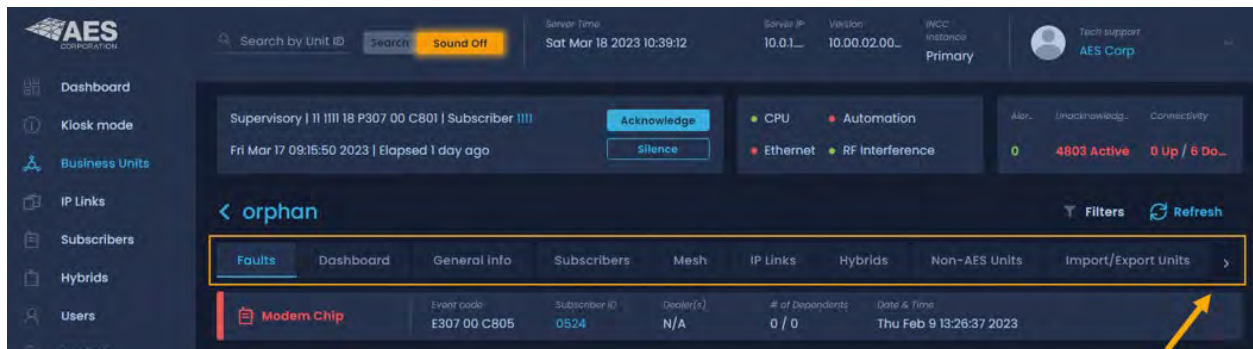 AES
CORPORATION
Search by Unit ID
Search
Sound Off
Server Time
Sat Mar 18 2023 10:39:12
Server IP
10.0.1....
Version
10.00.02.00...
INCC
Instance
Primary
Tech support
AES Corp
Dashboard
Kiosk mode
Business Units
IP Links
Subscribers
Hybrids
Users
Supervisory | 11 1111 18 P307 00 C801 | Subscriber 1111
Acknowledge
Fri Mar 17 09:15:50 2023 | Elapsed 1 day ago
Silence
CPU
Automation
Ethernet
RF Interference
Aler...
0
Unacknowledg...
4803 Active
Connectivity
0 Up / 6 Do...
< orphan
Filters
Refresh
Faults
Dashboard
General info
Subscribers
Mesh
IP Links
Hybrids
Non-AES Units
Import/Export Units
>
Modem Chip
Event code
E307 00 C805
Subscriber ID
0524
Dealer(s)
N/A
# of Dependents
0 / 0
Date & Time
Thu Feb 9 13:26:37 2023